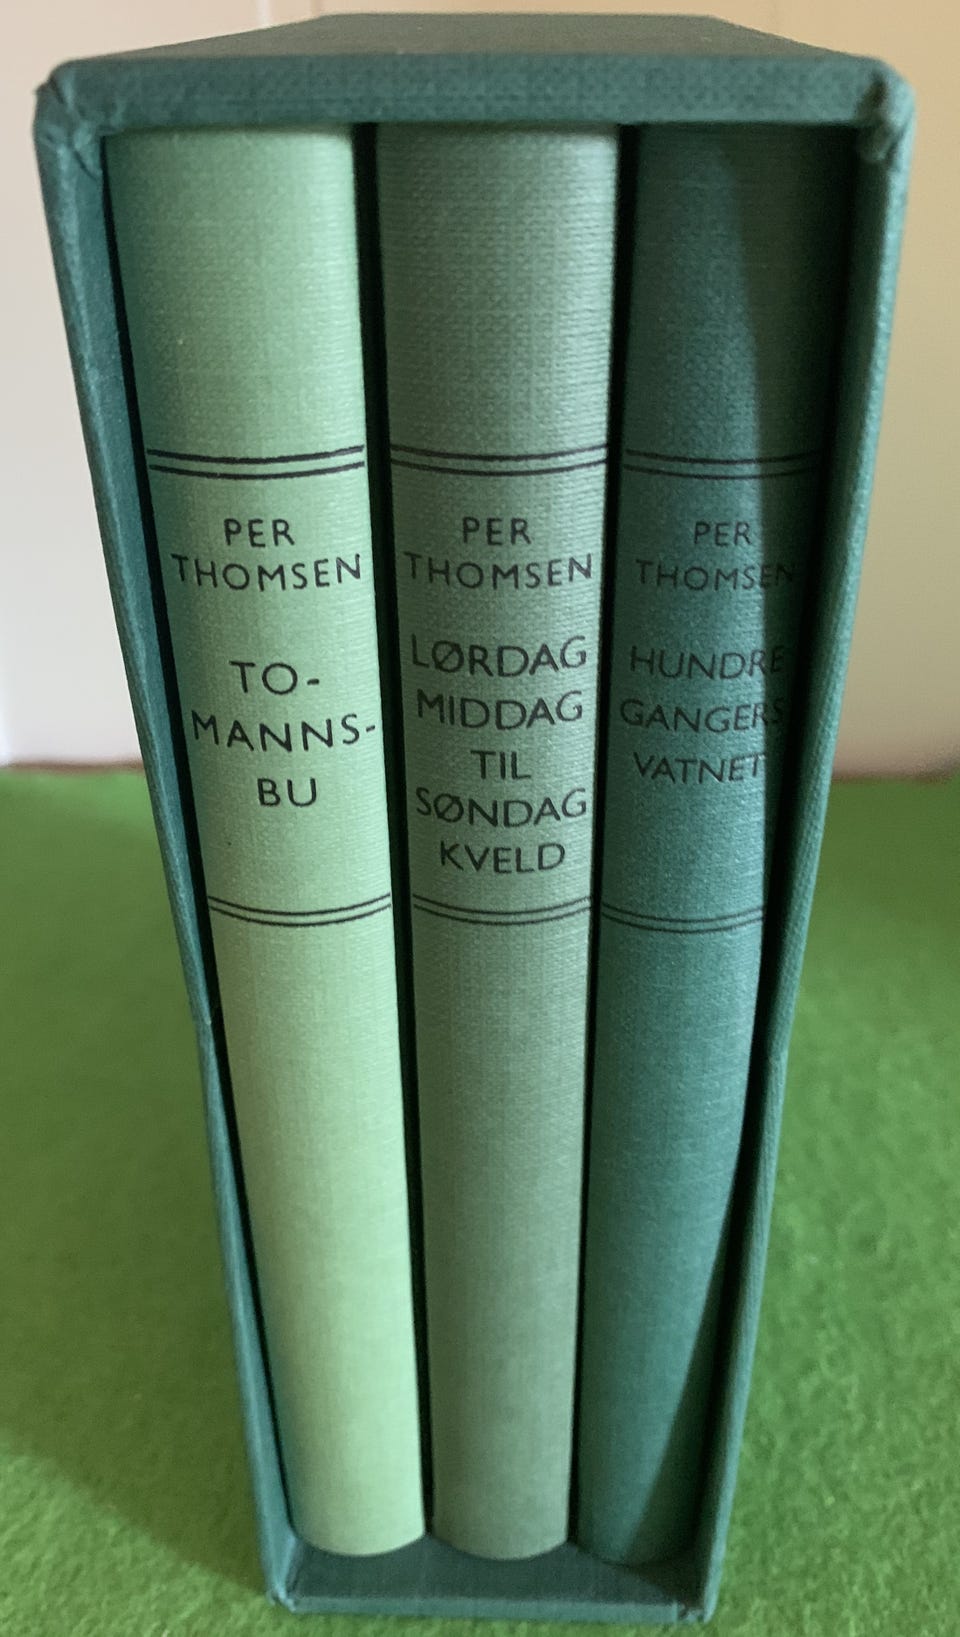 PER
THOMSEN
TO-
MANNS-
BU
PER
THOMSEN
LØRDAG
MIDDAG
TIL
SØNDAG
KVELD
PER
THOMSEN
HUNDRE
GANGERS
VATNET